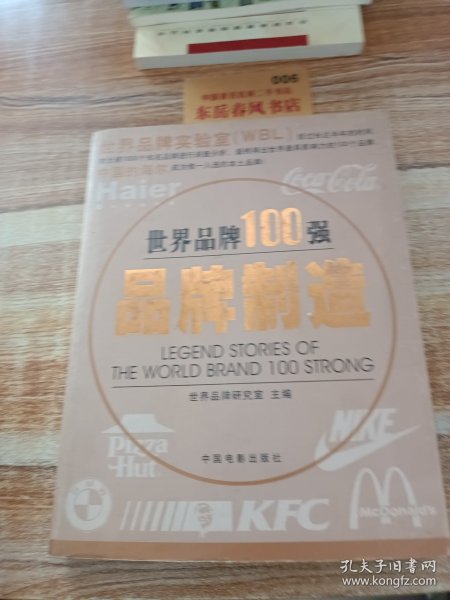 006
东岳春风书店
世界品牌实验室(WBL)
Haier
Coca-Cola
世界品牌100强
品牌制造
LEGEND STORIES OF
THE WORLD BRAND 100 STRONG
世界品牌研究室 主编
Pizza
Hut
NIKE
中国电影出版社
BMW
KFC
McDonald's
孔夫子旧书网
www.kongfz.com